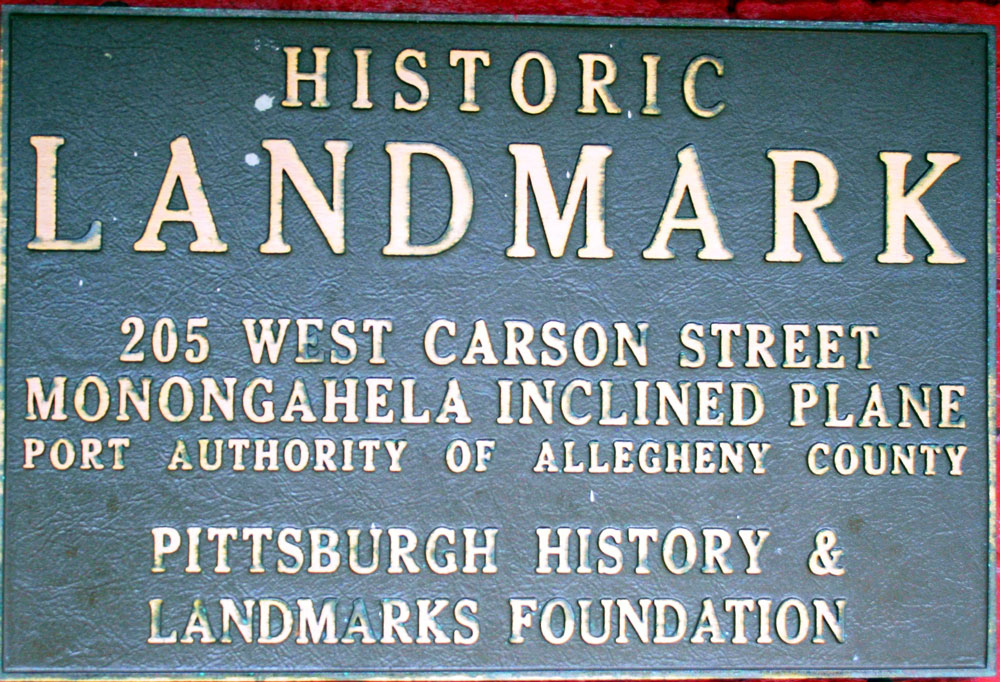 HISTORIC
LANDMARK
205 WEST CARSON STREET
MONONGAHELA INCLINED PLANE
PORT AUTHORITY OF ALLEGHENY COUNTY
PITTSBURGH HISTORY &
LANDMARKS FOUNDATION